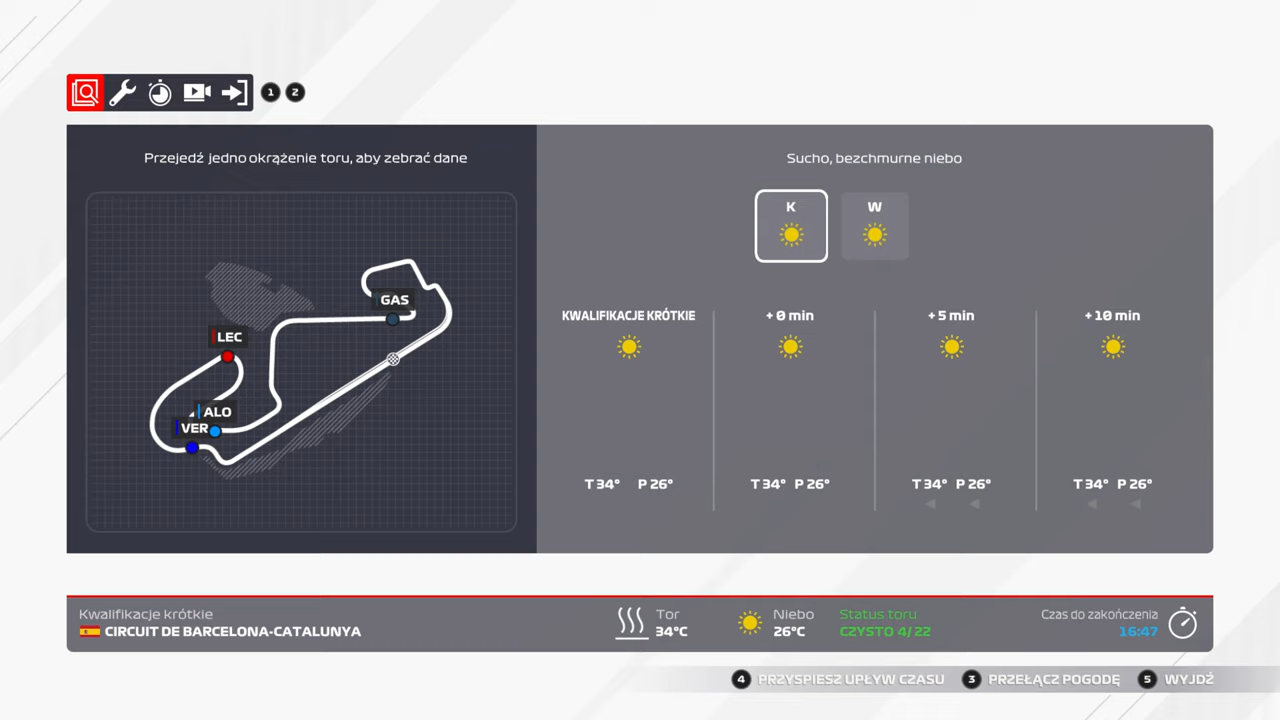 1 2
Przejedź jedno okrążenie toru, aby zebrać dane
GAS
LEC
ALO
VER
Sucho, bezchmurne niebo
K W
KWALIFIKACJE KRÓTKIE + 0 min + 5 min + 10 min
T 34° P 26° T 34° P 26° T 34° P 26° T 34° P 26°
Kwalifikacje krótkie
CIRCUIT DE BARCELONA-CATALUNYA
Tor
34°C
Niebo
26°C
Status toru
CZYSTO 4/22
Czas do zakończenia
16:47
4 PRZYSPIESZ UPŁYW CZASU 3 PRZEŁĄCZ POGODĘ 5 WYJDŹ